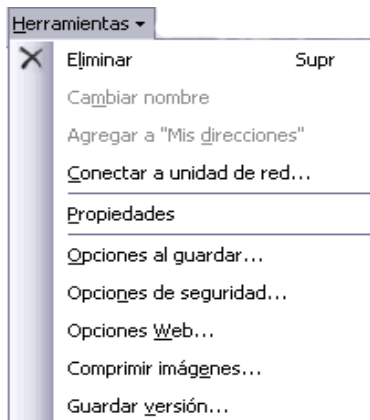 Herramientas
Eliminar Supr
Cambiar nombre
Agregar a "Mis direcciones"
Conectar a unidad de red...
Propiedades
Opciones al guardar...
Opciones de seguridad...
Opciones Web...
Comprimir imágenes...
Guardar versión...